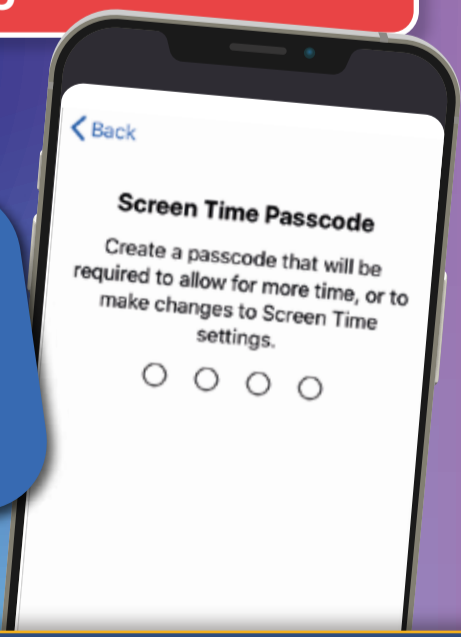 Back
Screen Time Passcode
Create a passcode that will be
required to allow for more time, or to
make changes to Screen Time
settings.